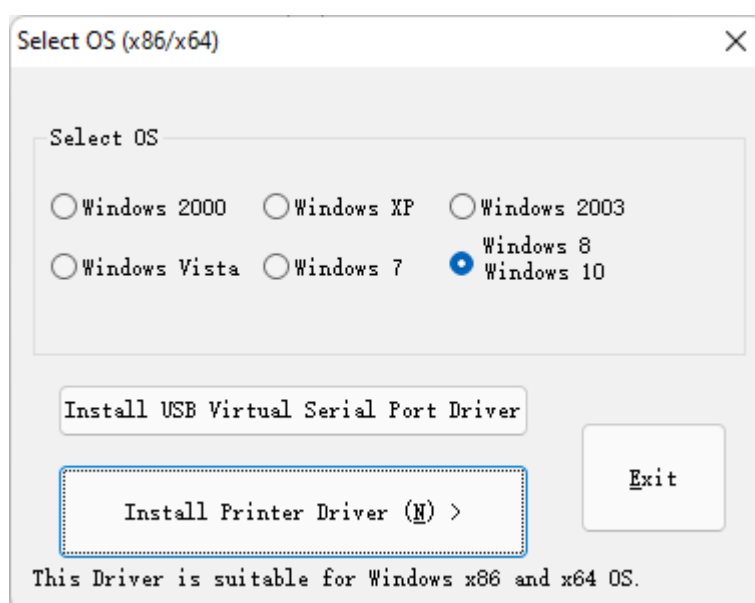 Select OS (x86/x64)
Select OS
Windows 2000 Windows XP Windows 2003
Windows Vista Windows 7 Windows 8
Windows 10
Install USB Virtual Serial Port Driver
Exit
Install Printer Driver (N) >
This Driver is suitable for Windows x86 and x64 OS.